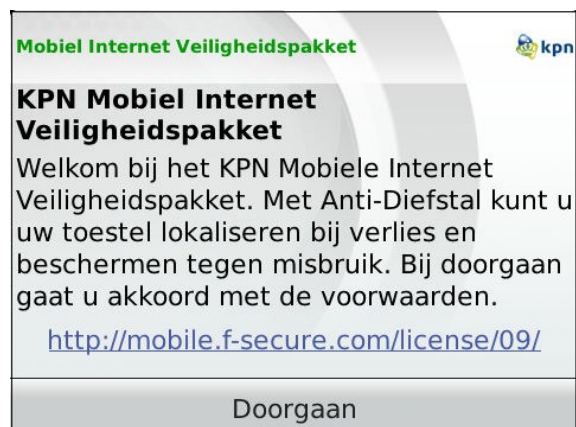 Mobiel Internet Veiligheidspakket kpn
KPN Mobiel Internet
Veiligheidspakket
Welkom bij het KPN Mobiele Internet
Veiligheidspakket. Met Anti-Diefstal kunt u
uw toestel lokaliseren bij verlies en
beschermen tegen misbruik. Bij doorgaan
gaat u akkoord met de voorwaarden.
http://mobile.f-secure.com/license/09/
Doorgaan